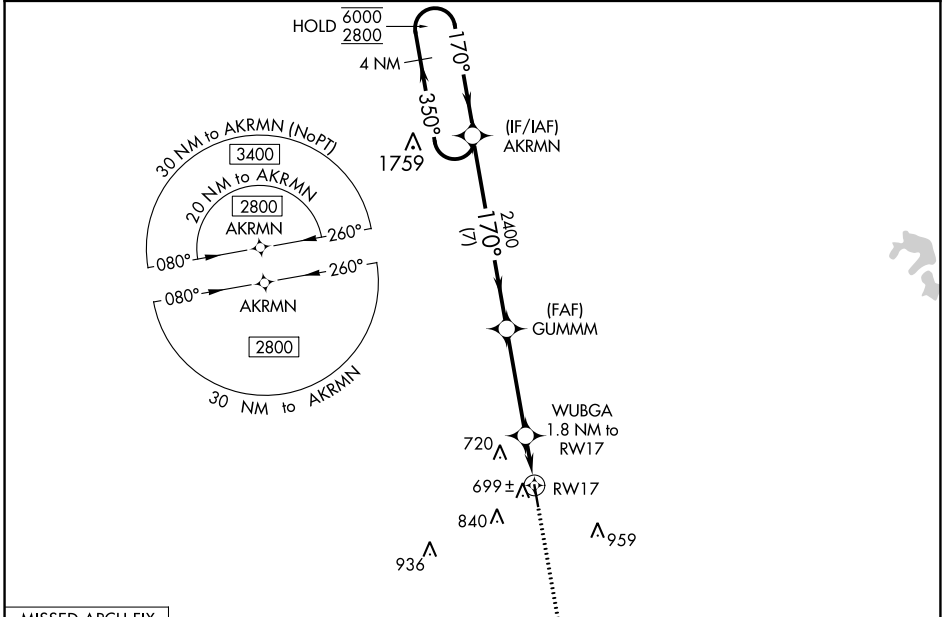 HOLD 6000
2800
4 NM
170°
350°
(IF/IAF)
AKRMN
1759
30 NM to AKRMN (NoPT)
3400
20 NM to AKRMN
2800
AKRMN
260°
080°
260°
080°
AKRMN
2800
30 NM to AKRMN
2400
170°
(7)
(FAF)
GUMMM
WUBGA
1.8 NM to
RW17
720
699±
RW17
840
959
936
MISSED APCH FIX